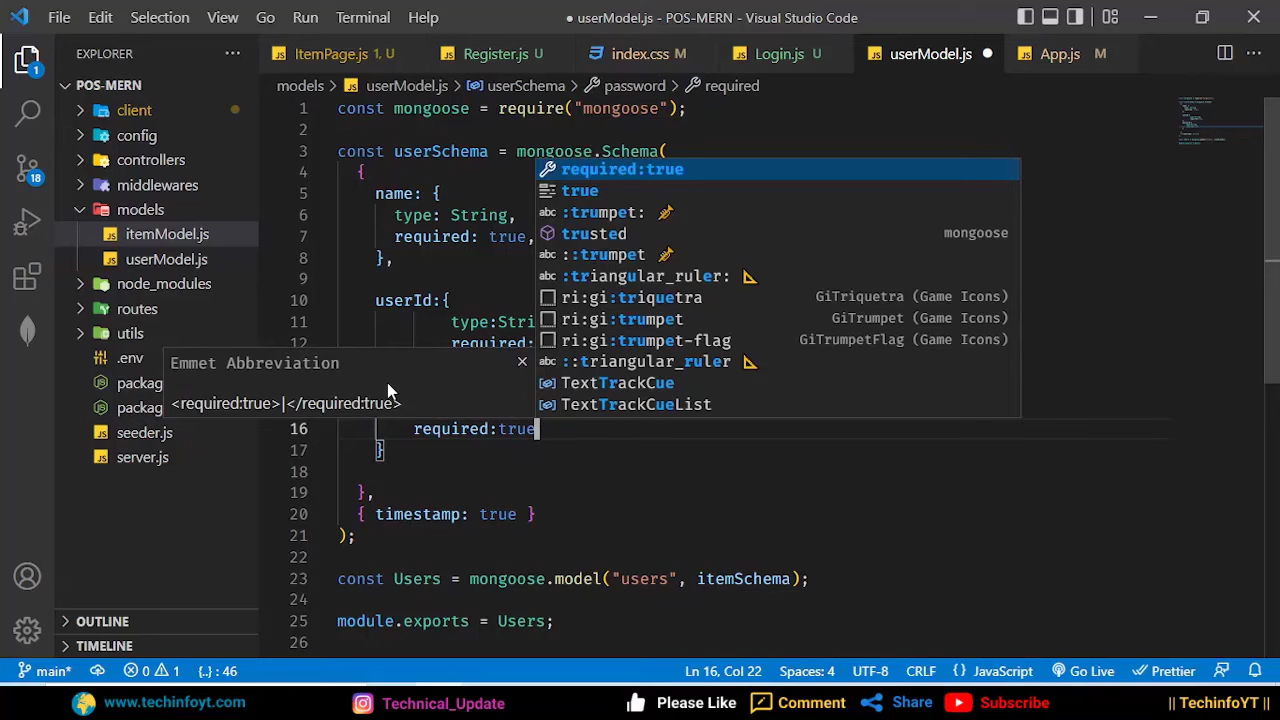 File Edit Selection View Go Run Terminal Help ● userModel.js - POS-MERN - Visual Studio Code
EXPLORER
ItemPage.js 1, U
Register.js U
index.css M
Login.js U
userModel.js ●
App.js M
POS-MERN
models > userModel.js > userSchema > password > required
client
config
controllers
middlewares
models
itemModel.js
userModel.js
node_modules
routes
utils
.env
packag
packag
seeder.js
server.js
OUTLINE
TIMELINE
1
18
1 const mongoose = require("mongoose");
2
3 const userSchema = mongoose.Schema(
4 {
5 name: {
6 type: String,
7 required: true,
8 },
9
10 userId:{
11 type:Stri
12 required:
16 required:true
17 }
18
19 },
20 { timestamp: true }
21 );
22
23 const Users = mongoose.model("users", itemSchema);
24
25 module.exports = Users;
26
required:true
true
:trumpet: 🎺
trusted mongoose
::trumpet 🎺
:triangular_ruler: 📐
ri:gi:triquetra GiTriquetra (Game Icons)
ri:gi:trumpet GiTrumpet (Game Icons)
ri:gi:trumpet-flag GiTrumpetFlag (Game Icons)
::triangular_ruler 📐
TextTrackCue
TextTrackCueList
Emmet Abbreviation
<required:true>|</required:true>
main* 0 1 {..} : 46 Ln 16, Col 22 Spaces: 4 UTF-8 CRLF {} JavaScript Go Live Prettier
www.techinfoyt.com Technical_Update Please Like Comment Share Subscribe || TechinfoYT ||